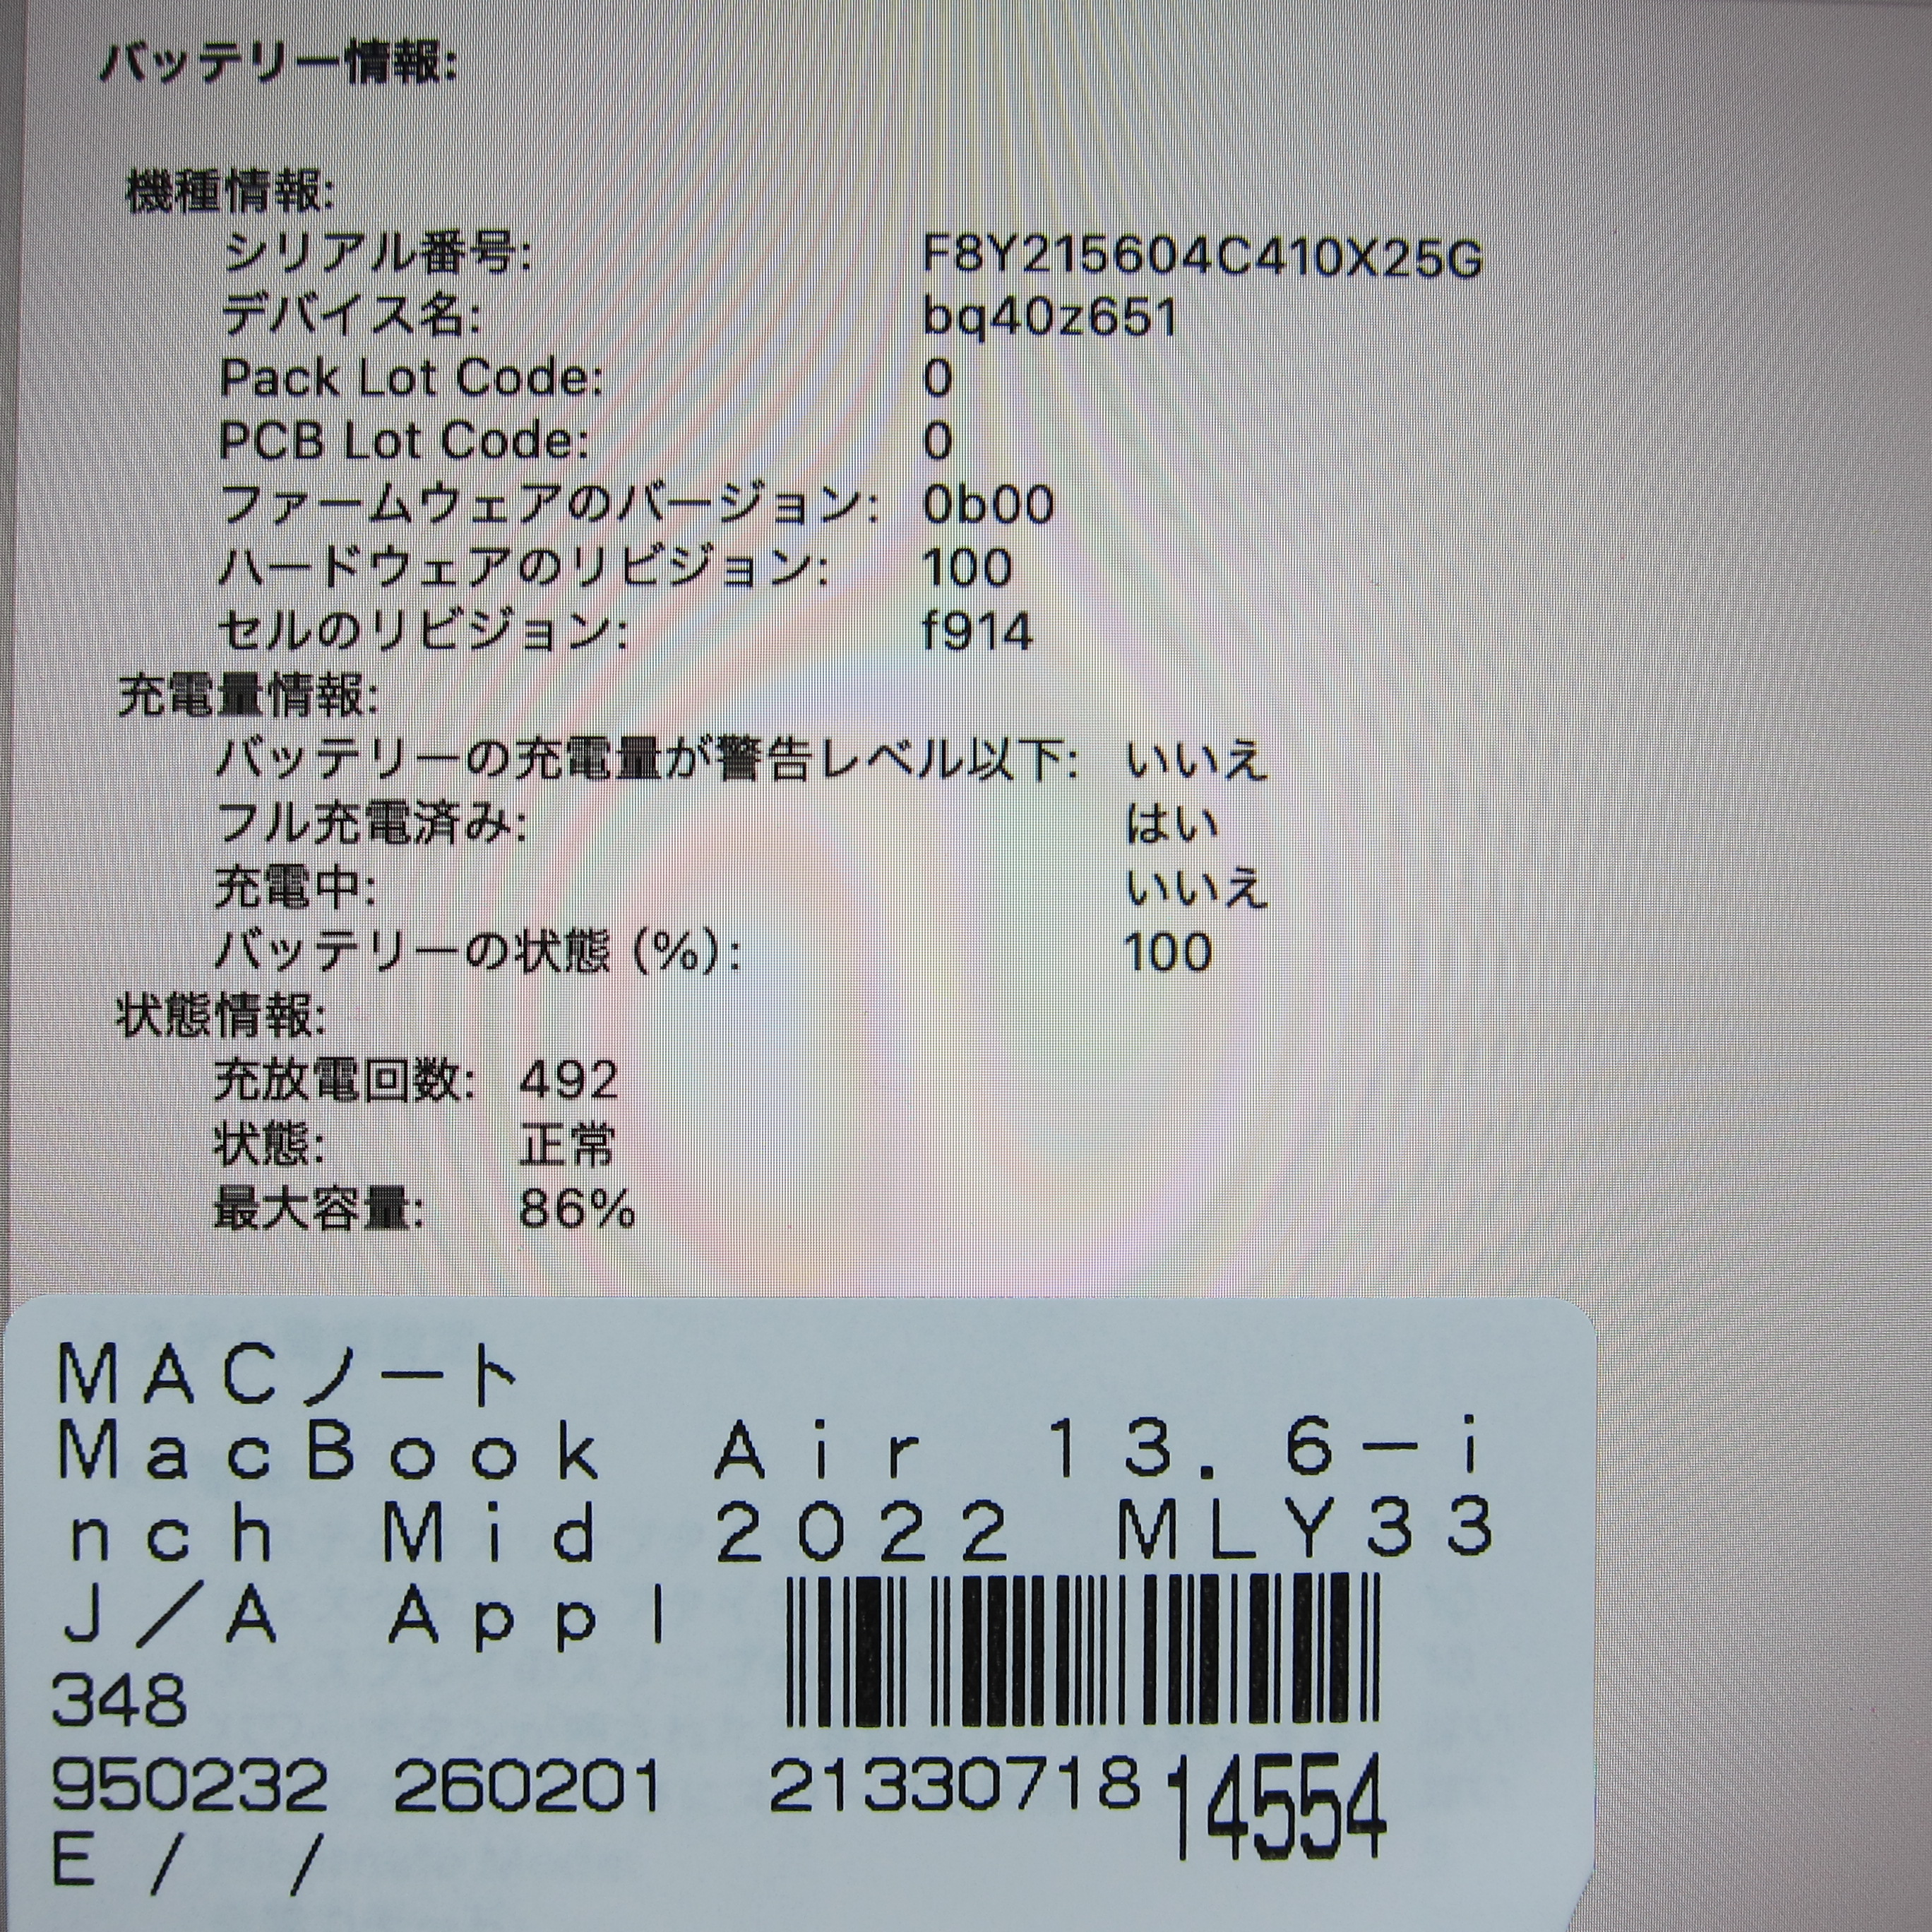 バッテリー情報:
機種情報:
シリアル番号: F8Y215604C410X25G
デバイス名: bq40z651
Pack Lot Code: 0
PCB Lot Code: 0
ファームウェアのバージョン: 0b00
ハードウェアのリビジョン: 100
セルのリビジョン: f914
充電量情報:
バッテリーの充電量が警告レベル以下: いいえ
フル充電済み: はい
充電中: いいえ
バッテリーの状態 (%): 100
状態情報:
充放電回数: 492
状態: 正常
最大容量: 86%
MACノート
MacBook Air 13.6-i
nch Mid 2022 MLY33
J/A Appl
348
950232 260201 2133071814554
E / /